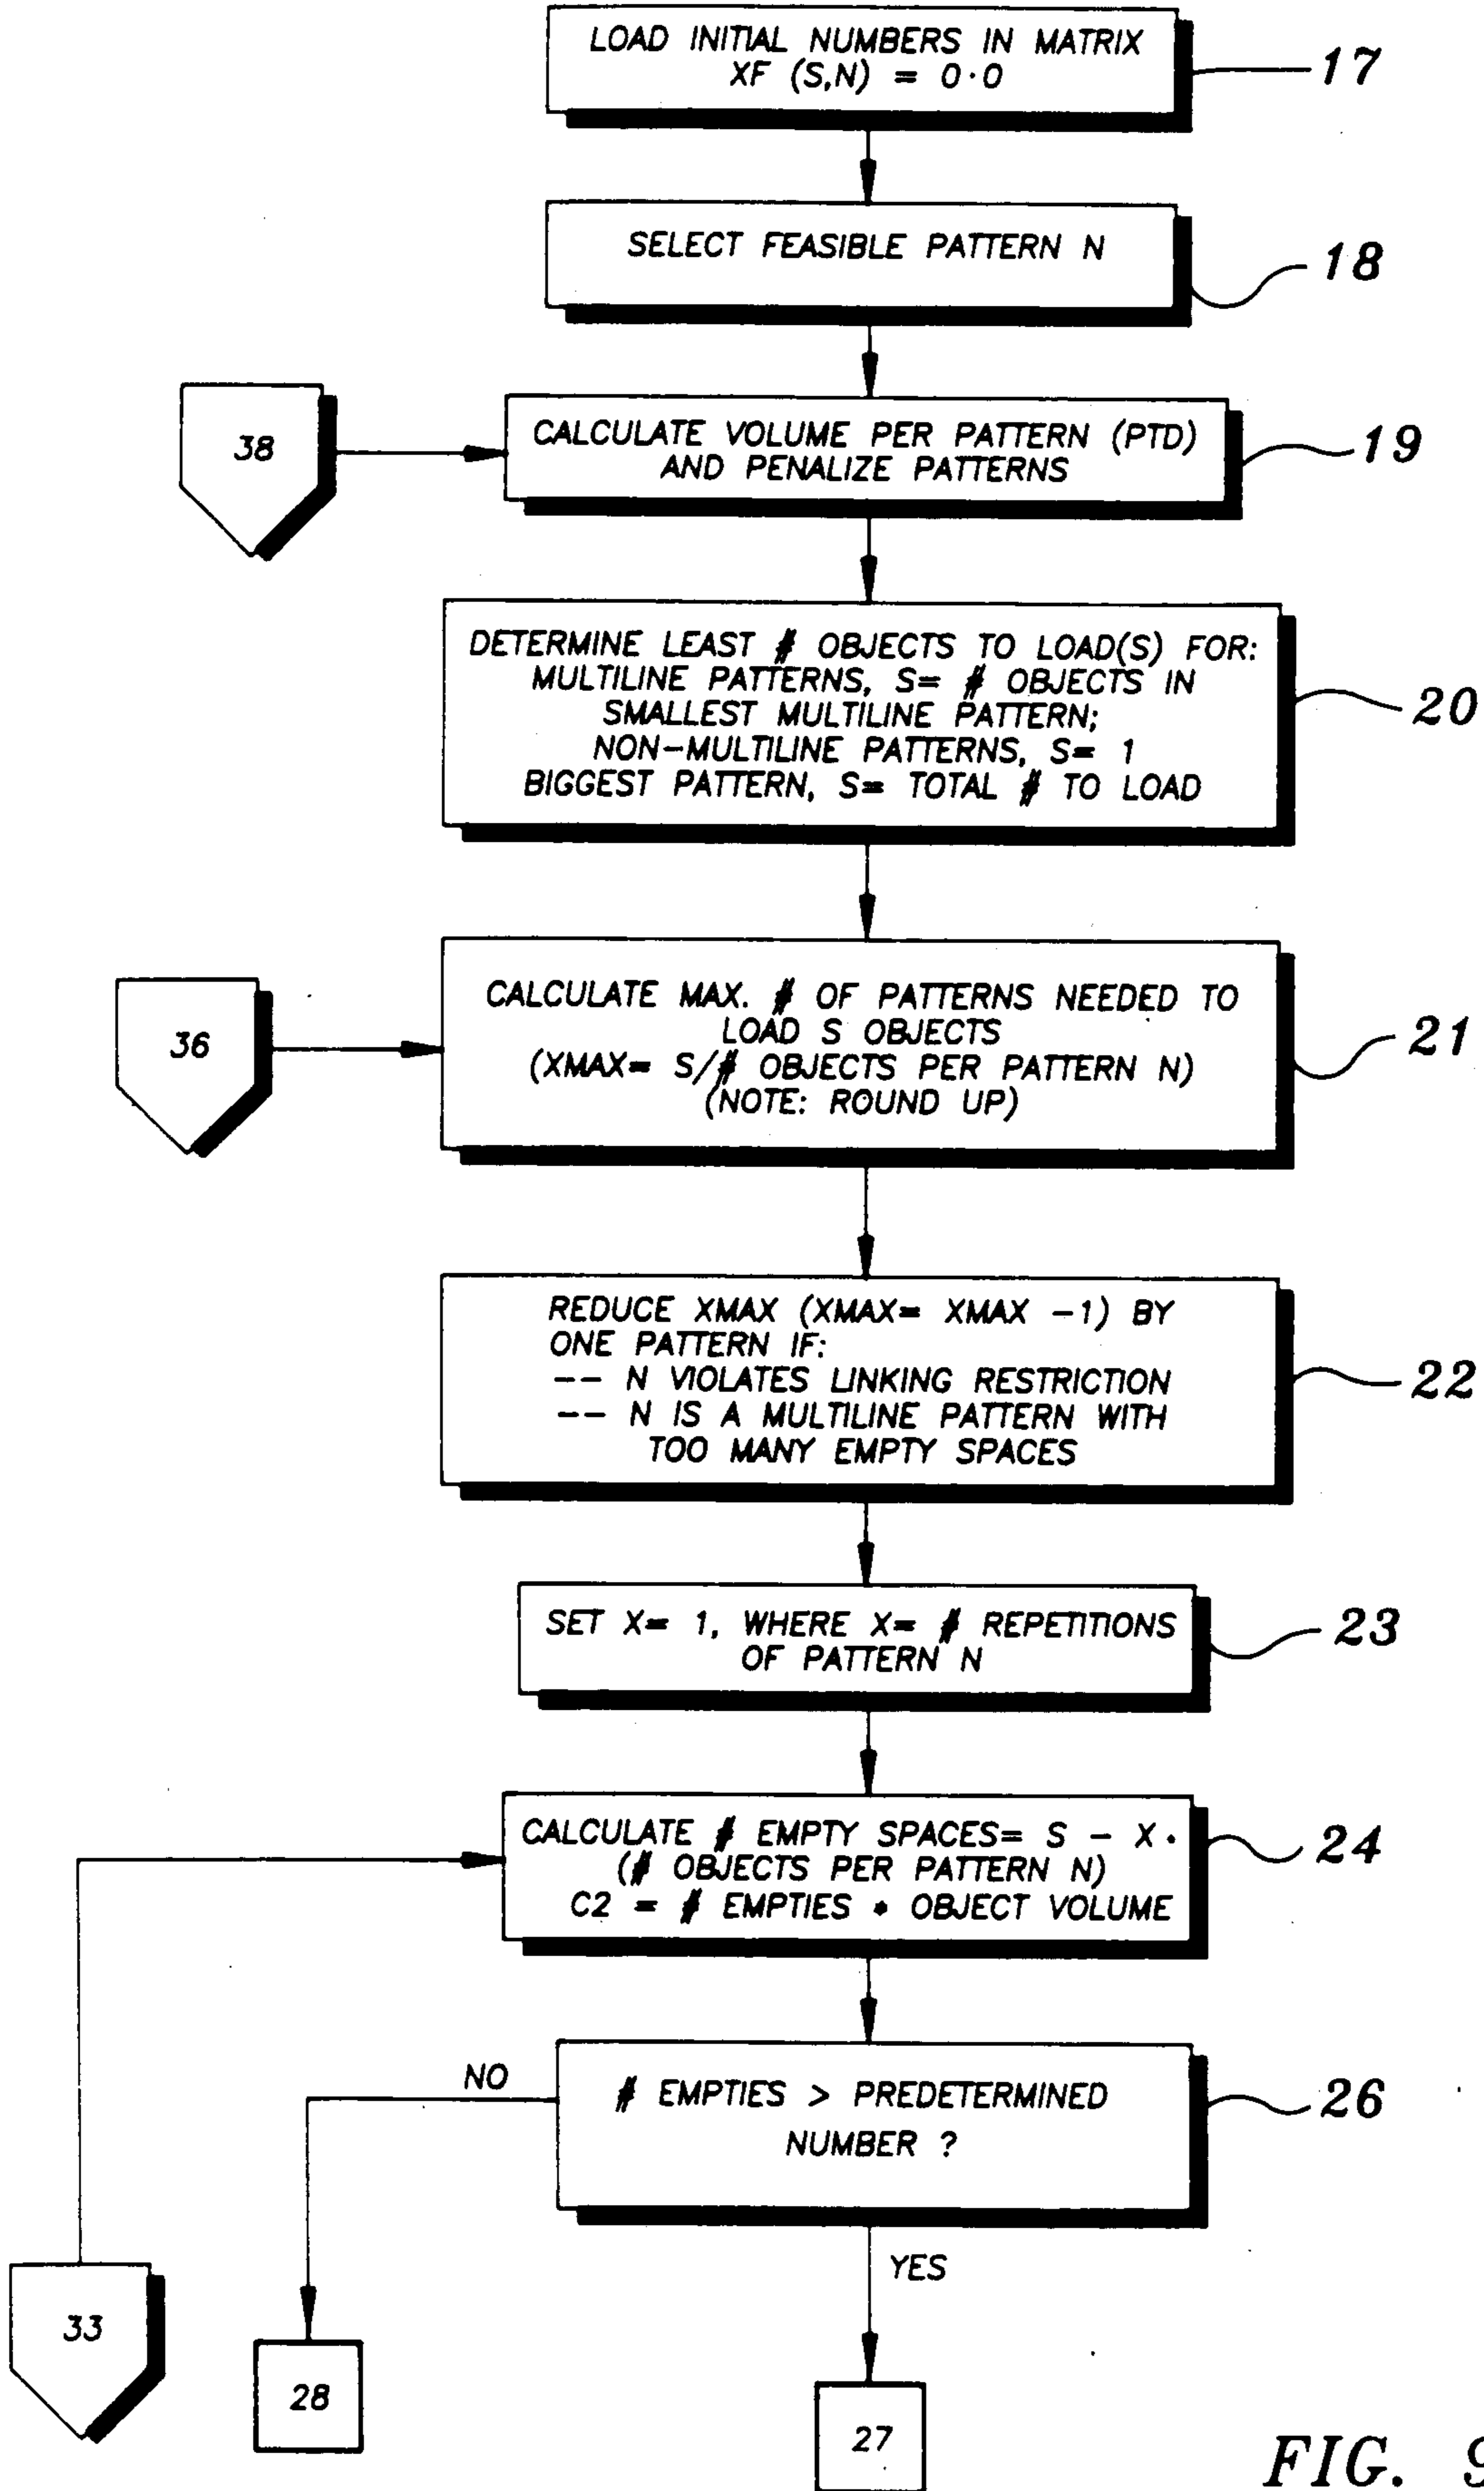 LOAD INITIAL NUMBERS IN MATRIX
XF (S,N) = 0·0
17
SELECT FEASIBLE PATTERN N
18
38
CALCULATE VOLUME PER PATTERN (PTD)
AND PENALIZE PATTERNS
19
DETERMINE LEAST # OBJECTS TO LOAD(S) FOR:
MULTILINE PATTERNS, S= # OBJECTS IN
SMALLEST MULTILINE PATTERN;
NON-MULTILINE PATTERNS, S= 1
BIGGEST PATTERN, S= TOTAL # TO LOAD
20
36
CALCULATE MAX. # OF PATTERNS NEEDED TO
LOAD S OBJECTS
(XMAX= S/# OBJECTS PER PATTERN N)
(NOTE: ROUND UP)
21
REDUCE XMAX (XMAX= XMAX -1) BY
ONE PATTERN IF:
-- N VIOLATES LINKING RESTRICTION
-- N IS A MULTILINE PATTERN WITH
TOO MANY EMPTY SPACES
22
SET X= 1, WHERE X= # REPETITIONS
OF PATTERN N
23
CALCULATE # EMPTY SPACES= S - X ·
(# OBJECTS PER PATTERN N)
C2 = # EMPTIES * OBJECT VOLUME
24
NO
# EMPTIES > PREDETERMINED
NUMBER ?
26
YES
33
28
27
FIG. 9